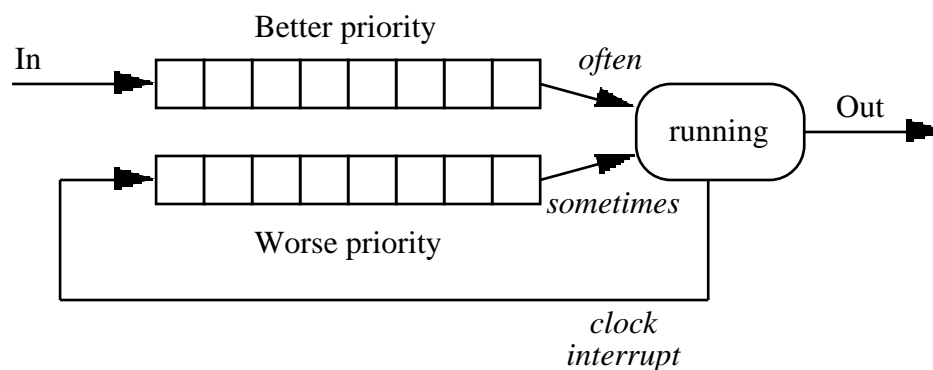 Better priority
In
often
Out
running
sometimes
Worse priority
clock
interrupt